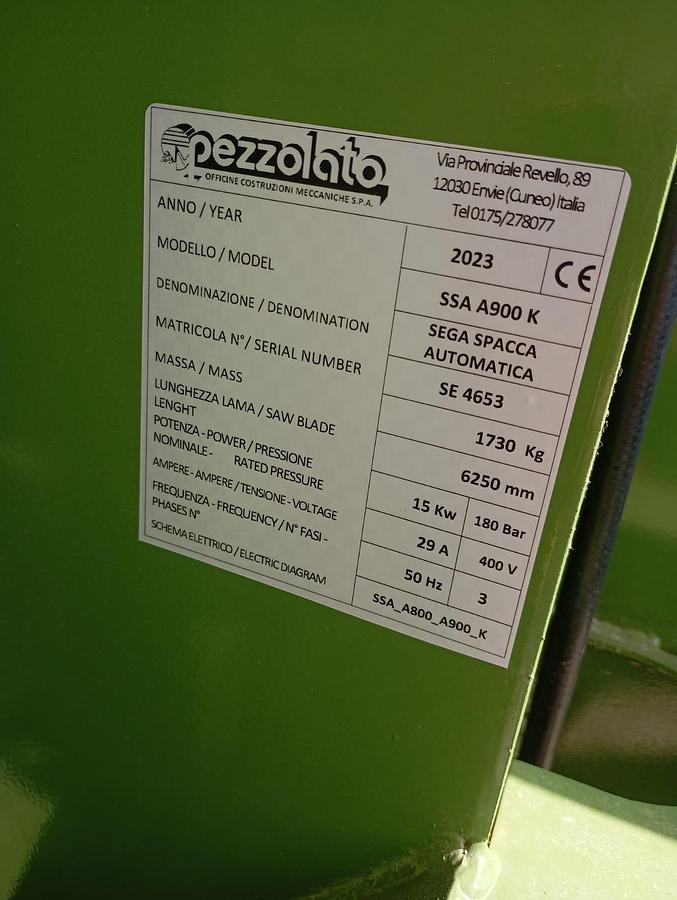 pezzolato
OFFICINE COSTRUZIONI MECCANICHE S.P.A.
Via Provinciale Revello, 89
12030 Envie (Cuneo) Italia
Tel 0175/278077
ANNO / YEAR
2023
CE
MODELLO / MODEL
SSA A900 K
DENOMINAZIONE / DENOMINATION
SEGA SPACCA
AUTOMATICA
MATRICOLA N°/ SERIAL NUMBER
SE 4653
MASSA / MASS
1730 Kg
LUNGHEZZA LAMA / SAW BLADE
LENGHT
6250 mm
POTENZA - POWER / PRESSIONE
NOMINALE - RATED PRESSURE
15 Kw
180 Bar
AMPERE - AMPERE / TENSIONE - VOLTAGE
29 A
400 V
FREQUENZA - FREQUENCY / N° FASI -
PHASES N°
50 Hz
3
SCHEMA ELETTRICO / ELECTRIC DIAGRAM
SSA_A800_A900_K